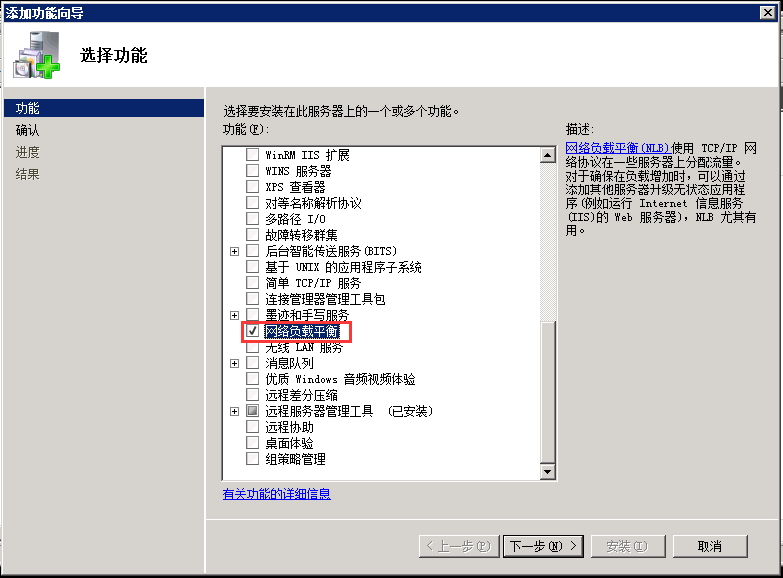 添加功能向导
选择功能
功能
确认
进度
结果
选择要安装在此服务器上的一个或多个功能。
功能(F):
WinRM IIS 扩展
WINS 服务器
XPS 查看器
对等名称解析协议
多路径 I/O
故障转移群集
后台智能传送服务(BITS)
基于 UNIX 的应用程序子系统
简单 TCP/IP 服务
连接管理器管理工具包
墨迹和手写服务
网络负载平衡
无线 LAN 服务
消息队列
优质 Windows 音频视频体验
远程差分压缩
远程服务器管理工具 (已安装)
远程协助
桌面体验
组策略管理
有关功能的详细信息
描述:
网络负载平衡(NLB)使用 TCP/IP 网
络协议在一些服务器上分配流量。
对于确保在负载增加时，可以通过
添加其他服务器升级无状态应用程
序(例如运行 Internet 信息服务
(IIS)的 Web 服务器)，NLB 尤其有
用。
< 上一步(P)
下一步(N) >
安装(I)
取消